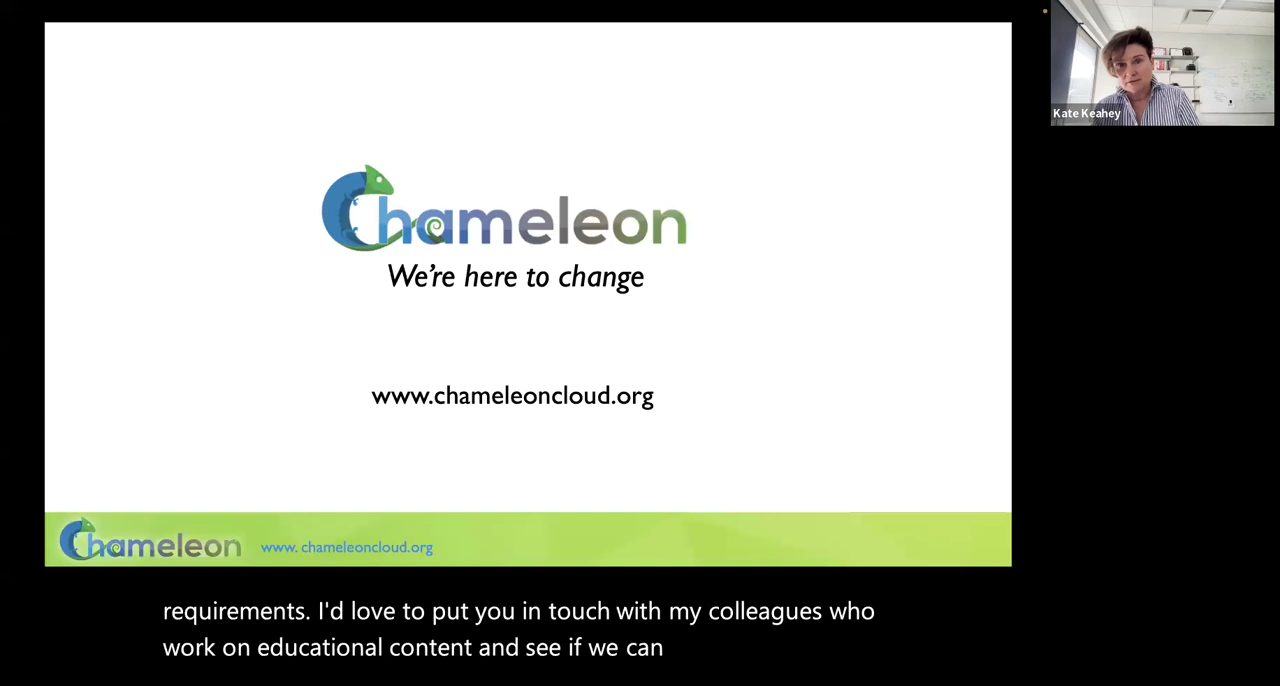 Chameleon
We're here to change
www.chameleoncloud.org
Chameleon www. chameleoncloud.org
Kate Keahey
requirements. I'd love to put you in touch with my colleagues who
work on educational content and see if we can